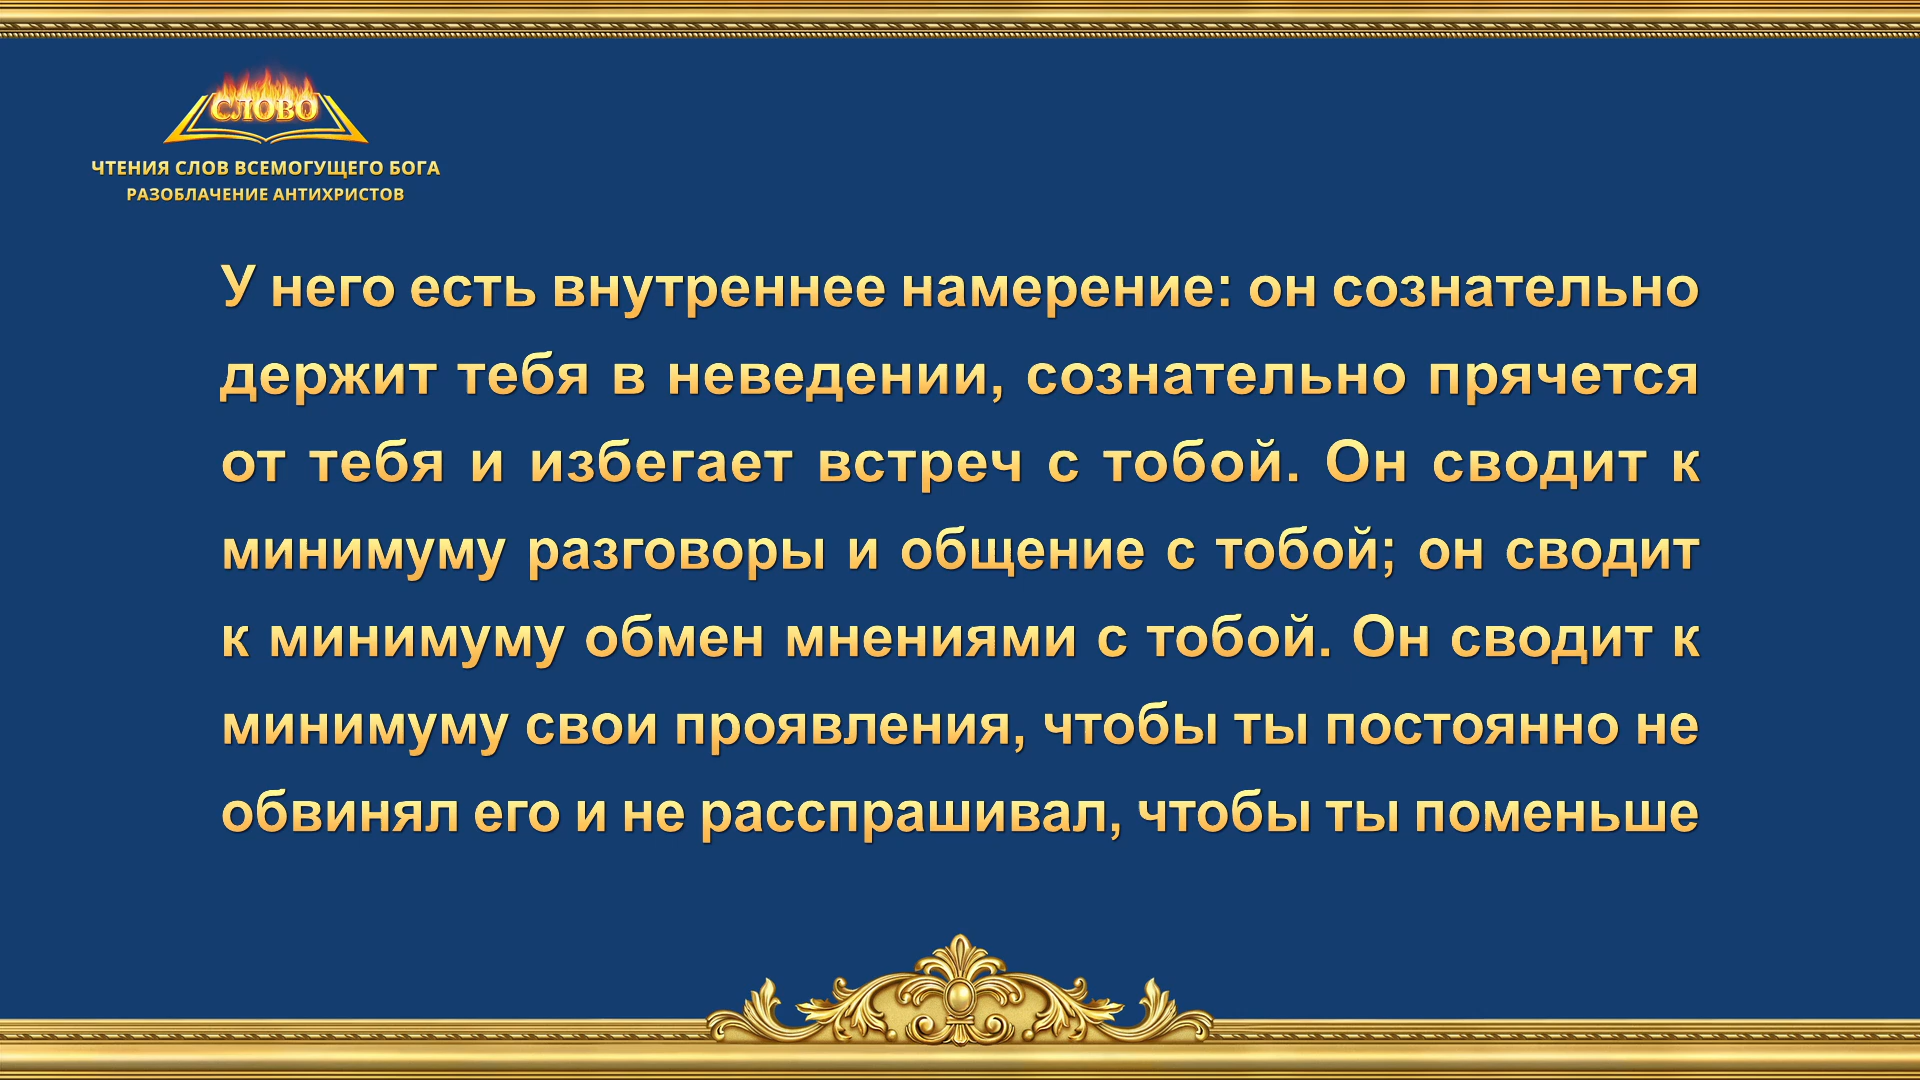 СЛОВО
ЧТЕНИЯ СЛОВ ВСЕМОГУЩЕГО БОГА
РАЗОБЛАЧЕНИЕ АНТИХРИСТОВ
У него есть внутреннее намерение: он сознательно
держит тебя в неведении, сознательно прячется
от тебя и избегает встреч с тобой. Он сводит к
минимуму разговоры и общение с тобой; он сводит
к минимуму обмен мнениями с тобой. Он сводит к
минимуму свои проявления, чтобы ты постоянно не
обвинял его и не расспрашивал, чтобы ты поменьше